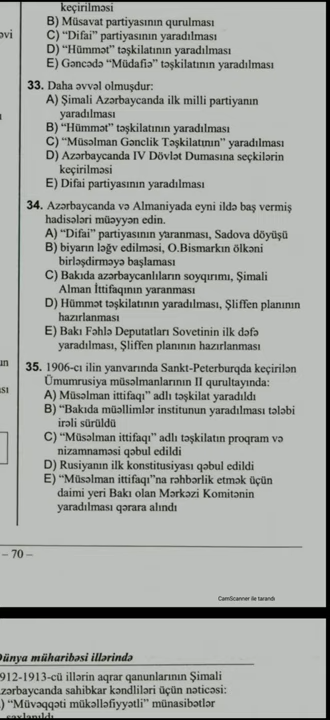 keçirilməsi
B) Müsavat partiyasının qurulması
C) “Difai” partiyasının yaradılması
D) “Hümmət” təşkilatının yaradılması
E) Gəncədə “Müdafiə” təşkilatının yaradılması
33. Daha əvvəl olmuşdur:
A) Şimali Azərbaycanda ilk milli partiyanın
yaradılması
B) “Hümmət” təşkilatının yaradılması
C) “Müsəlman Gənclik Təşkilatının” yaradılması
D) Azərbaycanda IV Dövlət Dumasına seçkilərin
keçirilməsi
E) Difai partiyasının yaradılması
34. Azərbaycanda və Almaniyada eyni ildə baş vermiş
hadisələri müəyyən edin.
A) “Difai” partiyasının yaranması, Sadova döyüşü
B) biyarın ləğv edilməsi, O.Bismarkın ölkəni
birləşdirməyə başlaması
C) Bakıda azərbaycanlıların soyqırımı, Şimali
Alman İttifaqının yaranması
D) Hümmət təşkilatının yaradılması, Şliffen planının
hazırlanması
E) Bakı Fəhlə Deputatları Sovetinin ilk dəfə
yaradılması, Şliffen planının hazırlanması
35. 1906-cı ilin yanvarında Sankt-Peterburqda keçirilən
Ümumrusiya müsəlmanlarının II qurultayında:
A) Müsəlman ittifaqı” adlı təşkilat yaradıldı
B) “Bakıda müəllimlər institunun yaradılması tələbi
irəli sürüldü
C) “Müsəlman ittifaqı” adlı təşkilatın proqram və
nizamnaməsi qəbul edildi
D) Rusiyanın ilk konstitusiyası qəbul edildi
E) “Müsəlman ittifaqı”na rəhbərlik etmək üçün
daimi yeri Bakı olan Mərkəzi Komitənin
yaradılması qərara alındı
– 70 –
CamScanner ilə tarandı
Dünya müharibəsi illərində
912-1913-cü illərin aqrar qanunlarının Şimali
zərbaycanda sahibkar kəndliləri üçün nəticəsi:
) “Müvəqqəti mükəlləfiyyətli” münasibətlər
saxlanıldı